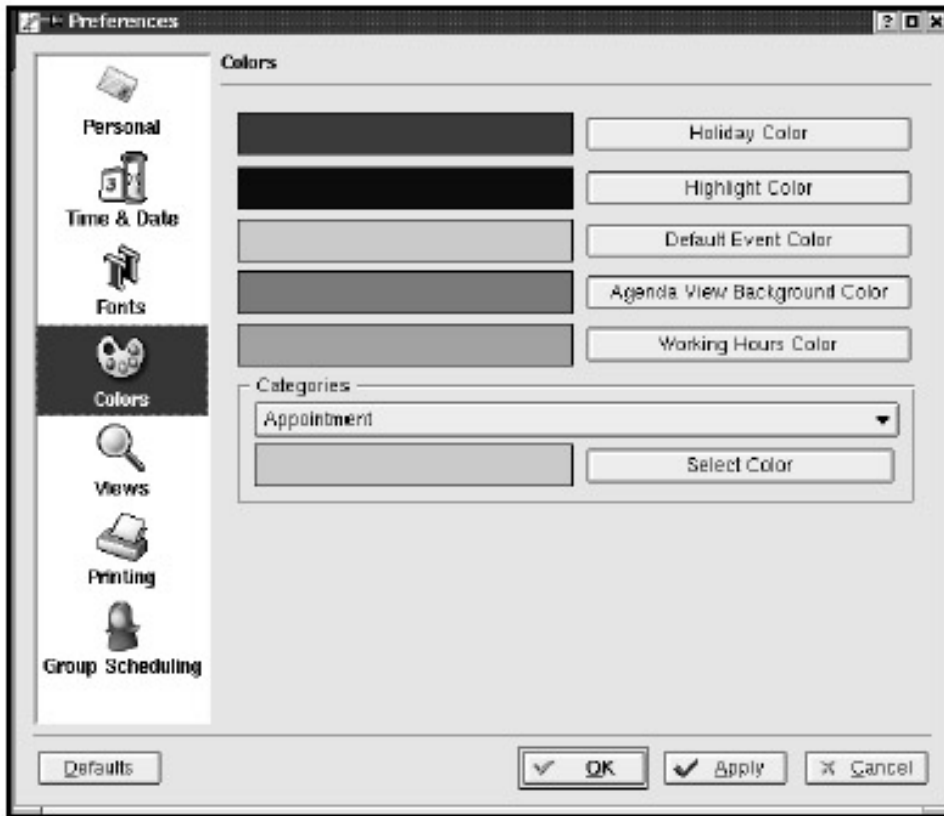 Preferences
Personal
Time & Date
3
Fonts
Colors
Views
Printing
Group Scheduling
Colors
Holiday Color
Highlight Color
Default Event Color
Agenda View Background Color
Working Hours Color
Categories
Appointment
Select Color
Defaults
OK
Apply
Cancel